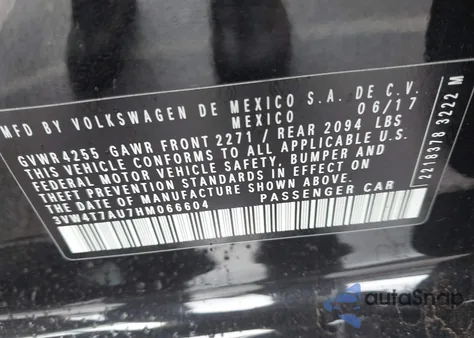 MFD BY VOLKSWAGEN DE MEXICO S.A. DE C.V.
MEXICO 06/17
GVWR4255 GAWR FRONT 2271 / REAR 2094 LBS
THIS VEHICLE CONFORMS TO ALL APPLICABLE U.S.
FEDERAL MOTOR VEHICLE SAFETY, BUMPER AND
THEFT PREVENTION STANDARDS IN EFFECT ON
THE DATE OF MANUFACTURE SHOWN ABOVE.
3VW4T7AU7HM066604 PASSENGER CAR
/2218378 3222 M
autoSnap